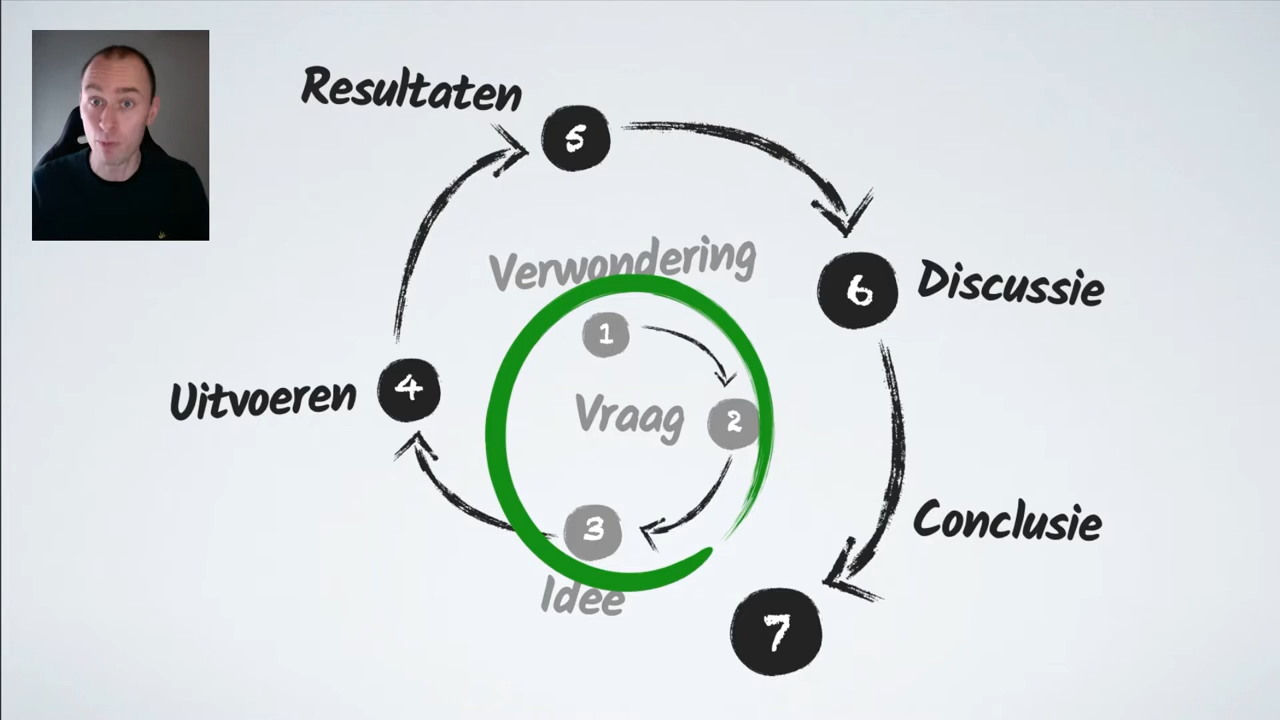 Resultaten
5
Verwondering
1
6
Discussie
Uitvoeren
4
Vraag
2
3
Idee
Conclusie
7